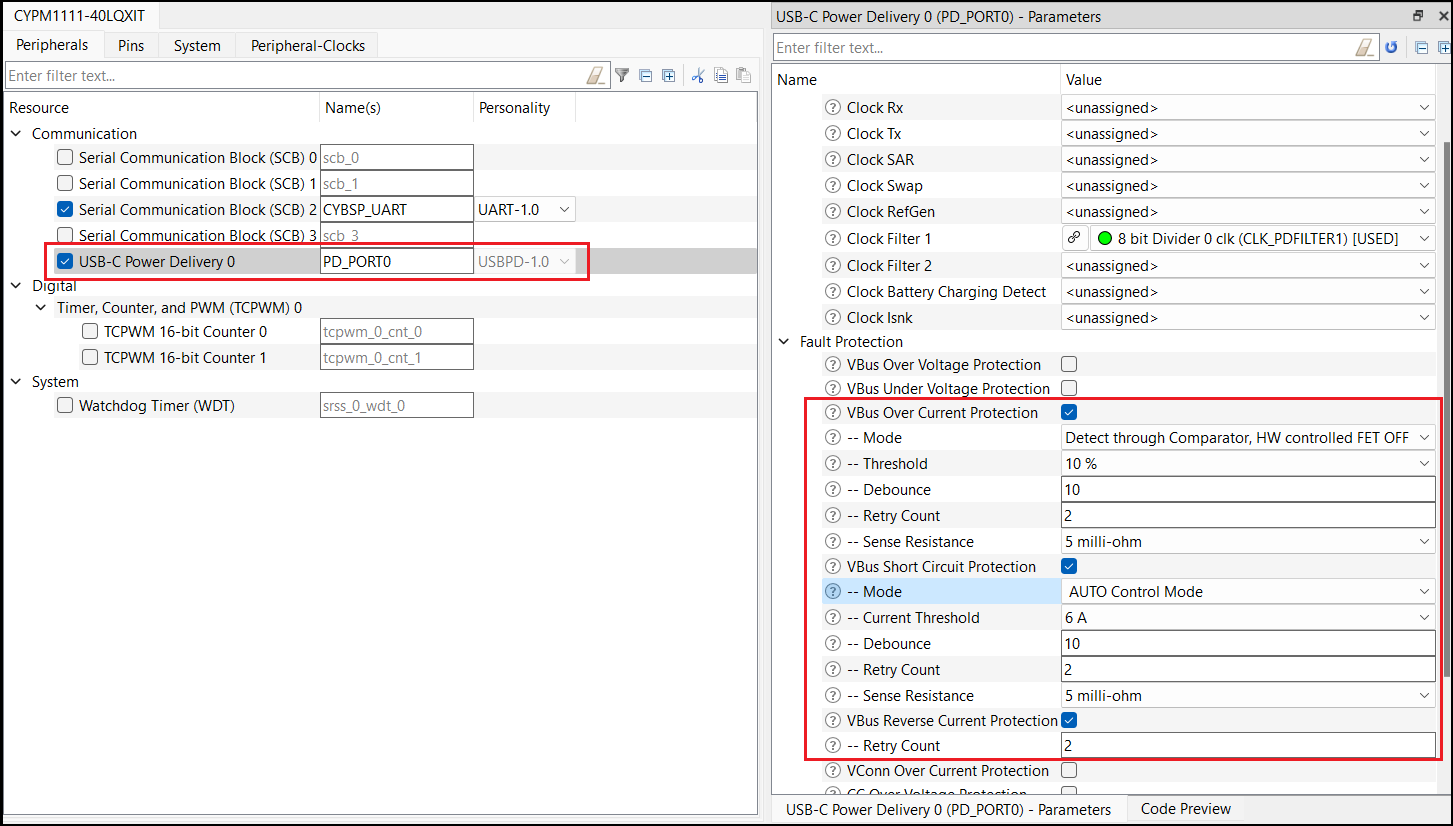 CYPM1111-40LQXIT
Peripherals Pins System Peripheral-Clocks
Enter filter text...
Resource Name(s) Personality
Communication
Serial Communication Block (SCB) 0 scb_0
Serial Communication Block (SCB) 1 scb_1
Serial Communication Block (SCB) 2 CYBSP_UART UART-1.0
Serial Communication Block (SCB) 3 scb_3
USB-C Power Delivery 0 PD_PORT0 USBPD-1.0
Digital
Timer, Counter, and PWM (TCPWM) 0
TCPWM 16-bit Counter 0 tcpwm_0_cnt_0
TCPWM 16-bit Counter 1 tcpwm_0_cnt_1
System
Watchdog Timer (WDT) srss_0_wdt_0
USB-C Power Delivery 0 (PD_PORT0) - Parameters
Enter filter text...
Name Value
Clock Rx <unassigned>
Clock Tx <unassigned>
Clock SAR <unassigned>
Clock Swap <unassigned>
Clock RefGen <unassigned>
Clock Filter 1 8 bit Divider 0 clk (CLK_PDFILTER1) [USED]
Clock Filter 2 <unassigned>
Clock Battery Charging Detect <unassigned>
Clock Isnk <unassigned>
Fault Protection
VBus Over Voltage Protection
VBus Under Voltage Protection
VBus Over Current Protection
-- Mode Detect through Comparator, HW controlled FET OFF
-- Threshold 10 %
-- Debounce 10
-- Retry Count 2
-- Sense Resistance 5 milli-ohm
VBus Short Circuit Protection
-- Mode AUTO Control Mode
-- Current Threshold 6 A
-- Debounce 10
-- Retry Count 2
-- Sense Resistance 5 milli-ohm
VBus Reverse Current Protection
-- Retry Count 2
VConn Over Current Protection
CC Over Voltage Protection
USB-C Power Delivery 0 (PD_PORT0) - Parameters Code Preview